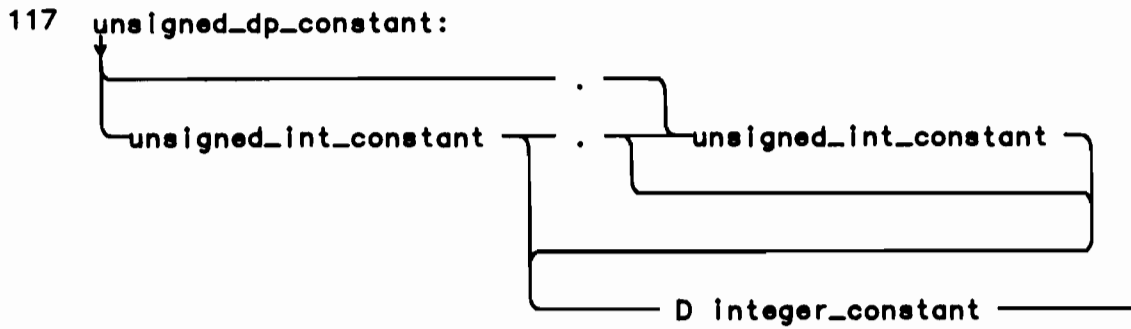 117 unsigned_dp_constant:
.
unsigned_int_constant . unsigned_int_constant
D integer_constant